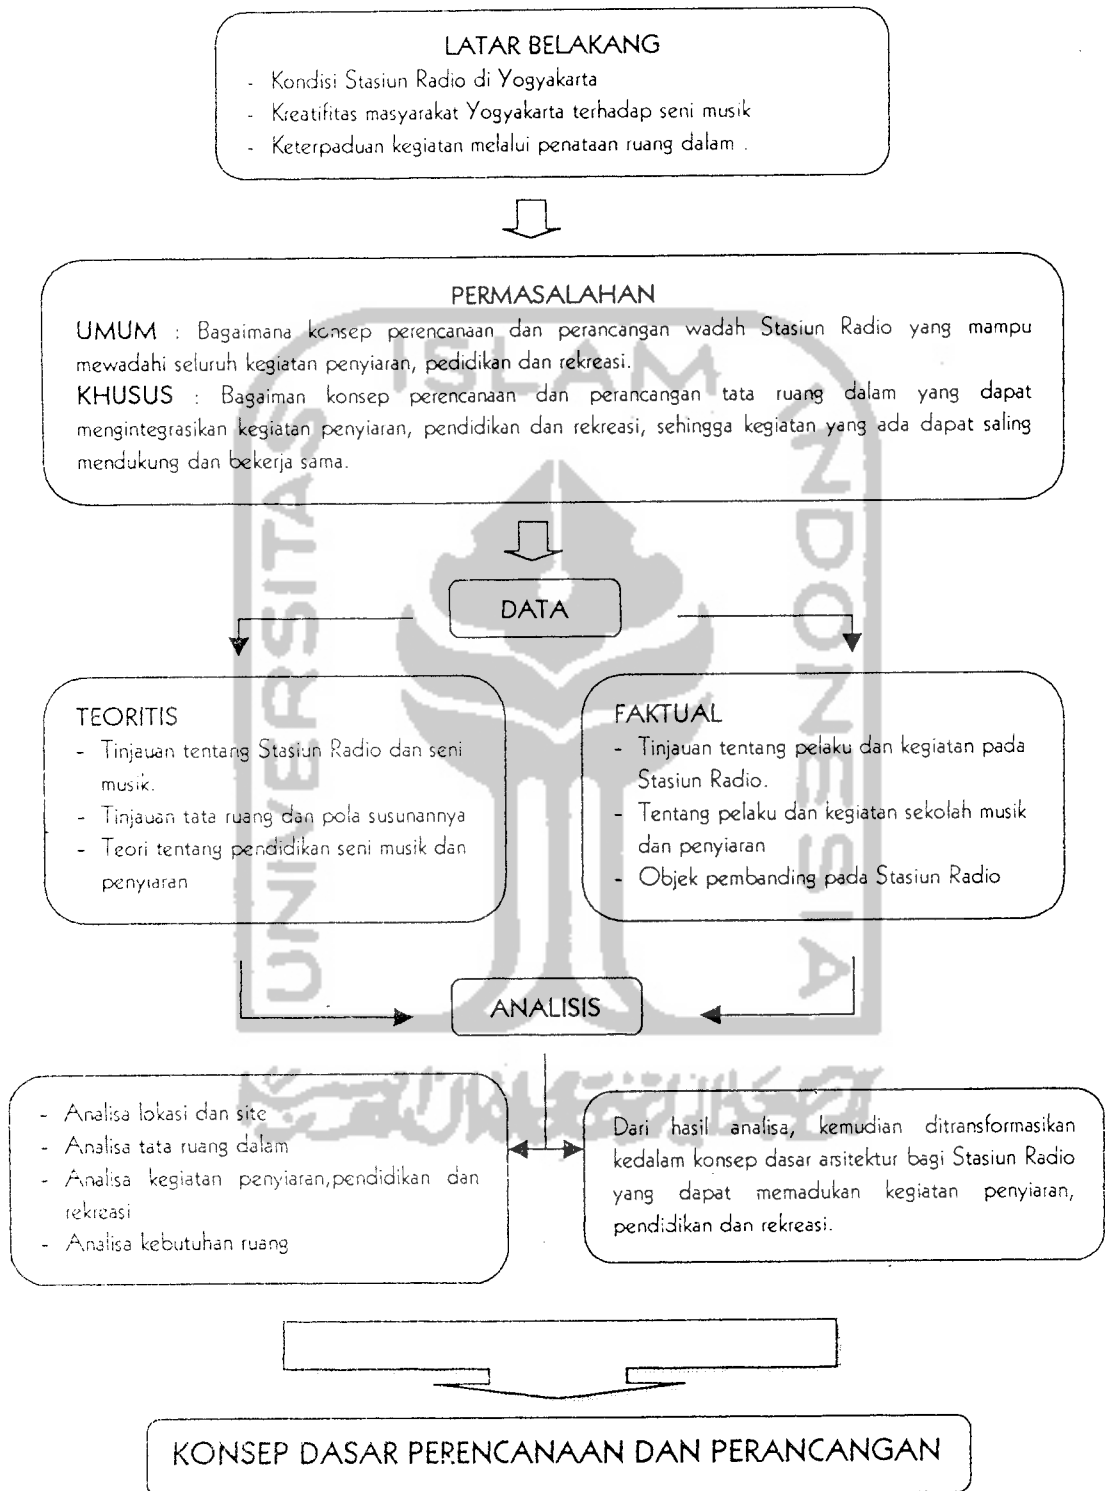 LATAR BELAKANG
- Kondisi Stasiun Radio di Yogyakarta
- Kreatifitas masyarakat Yogyakarta terhadap seni musik
- Keterpaduan kegiatan melalui penataan ruang dalam .
PERMASALAHAN
UMUM : Bagaimana konsep perencanaan dan perancangan wadah Stasiun Radio yang mampu
mewadahi seluruh kegiatan penyiaran, pedidikan dan rekreasi.
KHUSUS : Bagaiman konsep perencanaan dan perancangan tata ruang dalam yang dapat
mengintegrasikan kegiatan penyiaran, pendidikan dan rekreasi, sehingga kegiatan yang ada dapat saling
mendukung dan bekerja sama.
DATA
TEORITIS
- Tinjauan tentang Stasiun Radio dan seni
musik.
- Tinjauan tata ruang dan pola susunannya
- Teori tentang pendidikan seni musik dan
penyiaran
FAKTUAL
- Tinjauan tentang pelaku dan kegiatan pada
Stasiun Radio.
- Tentang pelaku dan kegiatan sekolah musik
dan penyiaran
- Objek pembanding pada Stasiun Radio
ANALISIS
- Analisa lokasi dan site
- Analisa tata ruang dalam
- Analisa kegiatan penyiaran,pendidikan dan
rekreasi
- Analisa kebutuhan ruang
Dari hasil analisa, kemudian ditransformasikan
kedalam konsep dasar arsitektur bagi Stasiun Radio
yang dapat memadukan kegiatan penyiaran,
pendidikan dan rekreasi.
KONSEP DASAR PERENCANAAN DAN PERANCANGAN
UNIVERSITAS
ISLAM
INDONESIA